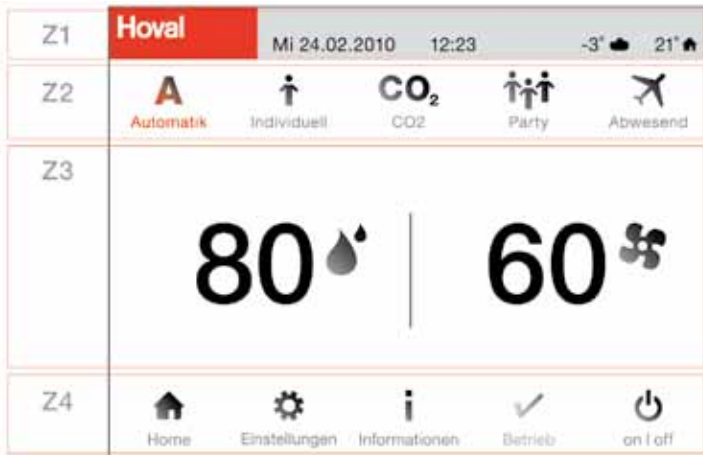 Z1
Hoval
Mi 24.02.2010 12:23 -3° 21°
Z2
A CO₂
Automatik Individuell CO2 Party Abwesend
Z3
80 60
Z4
Home Einstellungen Informationen Betrieb on I off